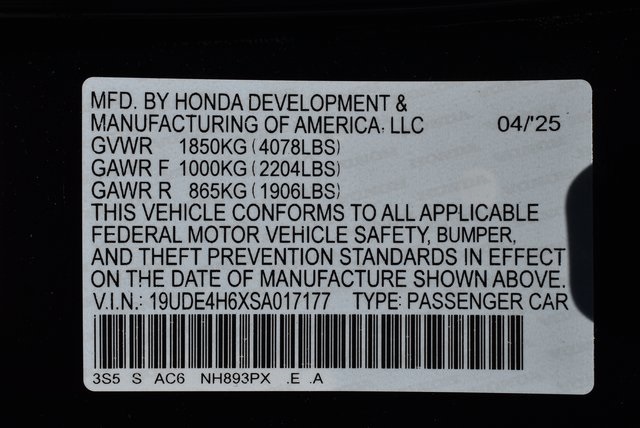 MFD. BY HONDA DEVELOPMENT &
MANUFACTURING OF AMERICA, LLC 04/'25
GVWR 1850KG (4078LBS)
GAWR F 1000KG (2204LBS)
GAWR R 865KG (1906LBS)
THIS VEHICLE CONFORMS TO ALL APPLICABLE
FEDERAL MOTOR VEHICLE SAFETY, BUMPER,
AND THEFT PREVENTION STANDARDS IN EFFECT
ON THE DATE OF MANUFACTURE SHOWN ABOVE.
V.I.N.: 19UDE4H6XSA017177 TYPE: PASSENGER CAR
3S5 S AC6 NH893PX .E .A